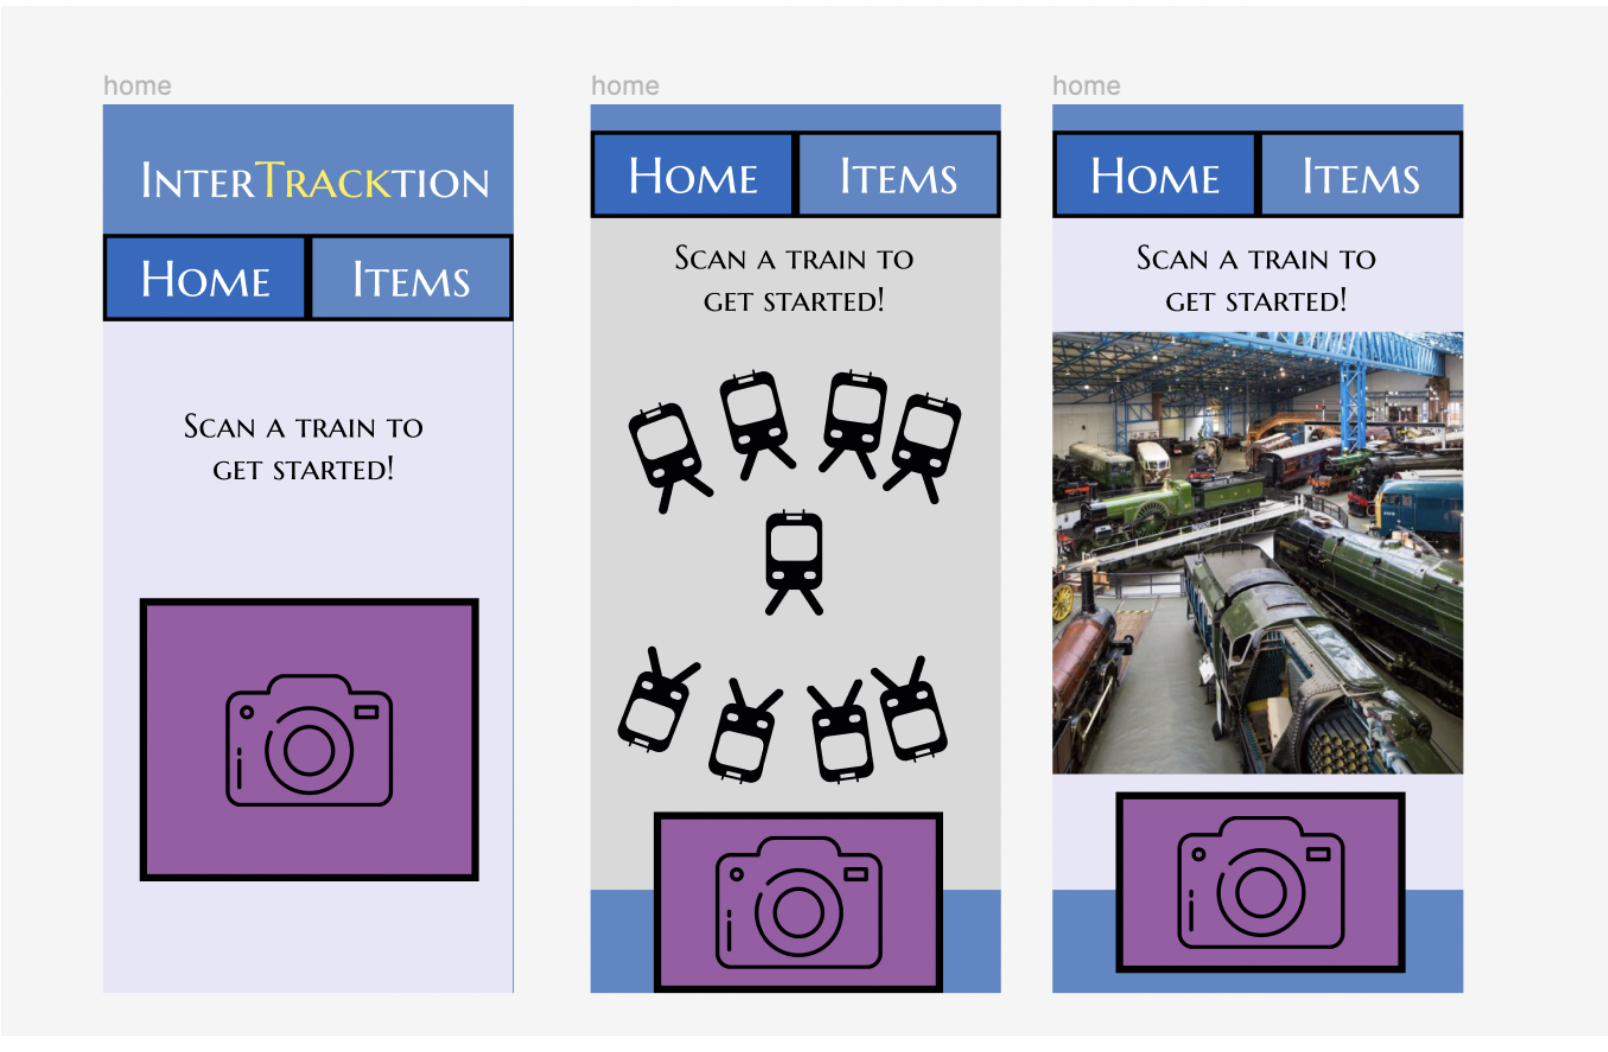 home
InterTracktion
Home Items
Scan a train to
get started!
home
Home Items
Scan a train to
get started!
home
Home Items
Scan a train to
get started!